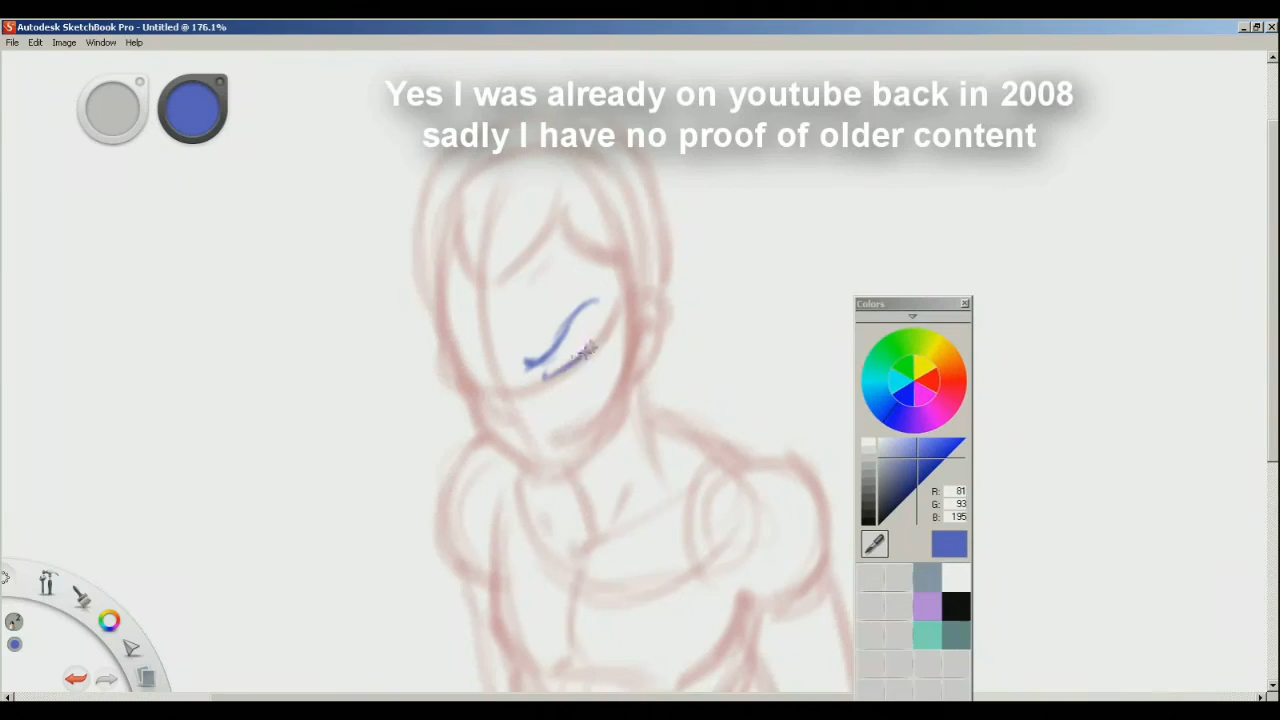 Autodesk SketchBook Pro - Untitled @ 176.1%
File Edit Image Window Help
Yes I was already on youtube back in 2008
sadly I have no proof of older content
Colors
R: 81
G: 93
B: 195